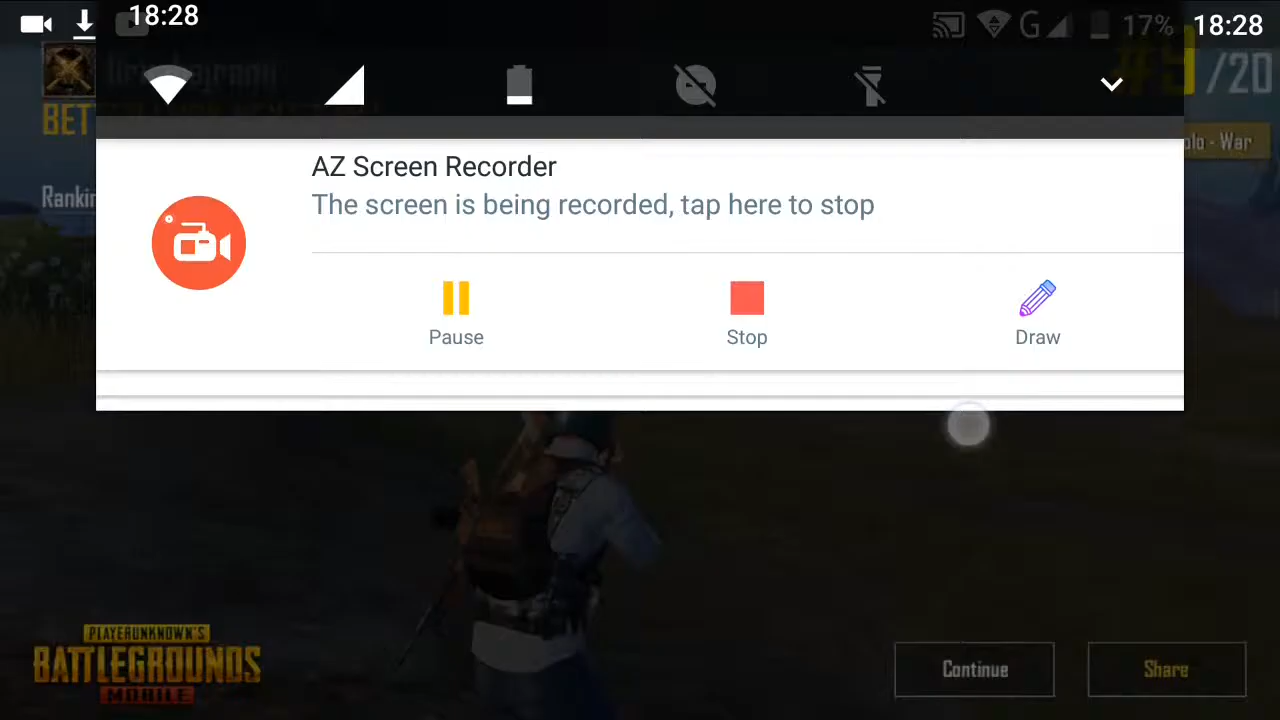 18:28
G
17%
18:28
/20
BET
olo - War
Rankin
AZ Screen Recorder
The screen is being recorded, tap here to stop
Pause
Stop
Draw
PLAYERUNKNOWN'S
BATTLEGROUNDS
MOBILE
Continue
Share